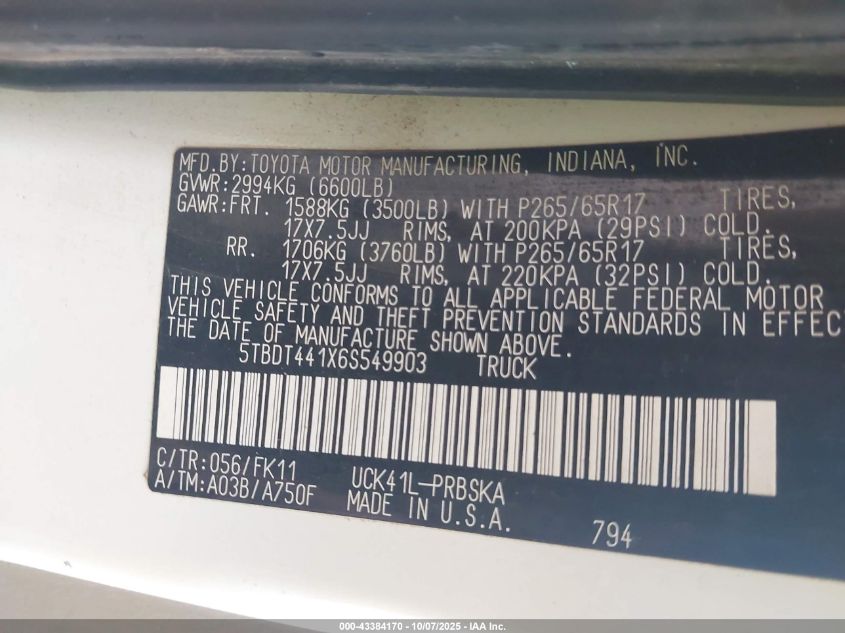 MFD.BY:TOYOTA MOTOR MANUFACTURING, INDIANA, INC.
GVWR:2994KG (6600LB)
GAWR:FRT. 1588KG (3500LB) WITH P265/65R17 TIRES,
17X7.5JJ RIMS, AT 200KPA (29PSI) COLD.
RR. 1706KG (3760LB) WITH P265/65R17 TIRES,
17X7.5JJ RIMS, AT 220KPA (32PSI) COLD.
THIS VEHICLE CONFORMS TO ALL APPLICABLE FEDERAL MOTOR
VEHICLE SAFETY AND THEFT PREVENTION STANDARDS IN EFFEC
THE DATE OF MANUFACTURE SHOWN ABOVE.
5TBDT441X6S549903 TRUCK
C/TR:056/FK11 UCK41L-PRBSKA
A/TM:A03B/A750F MADE IN U.S.A. 794
000-43384170 - 10/07/2025 - IAA Inc.